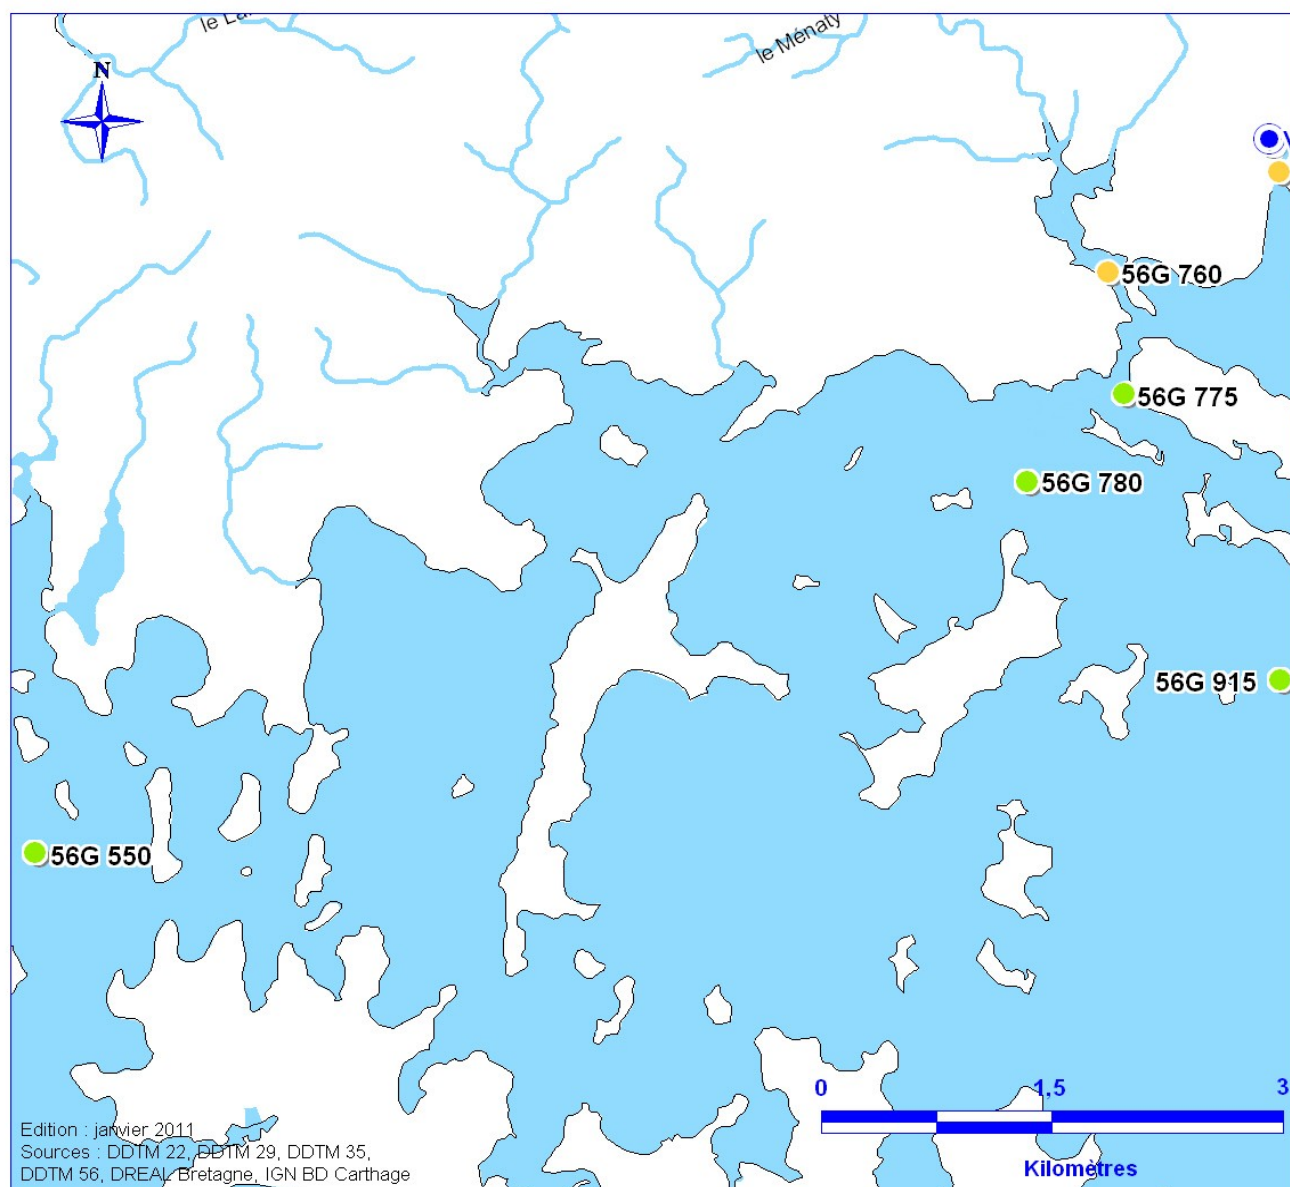 le Ménaty
N
56G 760
56G 775
56G 780
56G 915
56G 550
0 1,5 3
Kilomètres
Edition : janvier 2011
Sources : DDTM 22, DDTM 29, DDTM 35,
DDTM 56, DREAL Bretagne, IGN BD Carthage